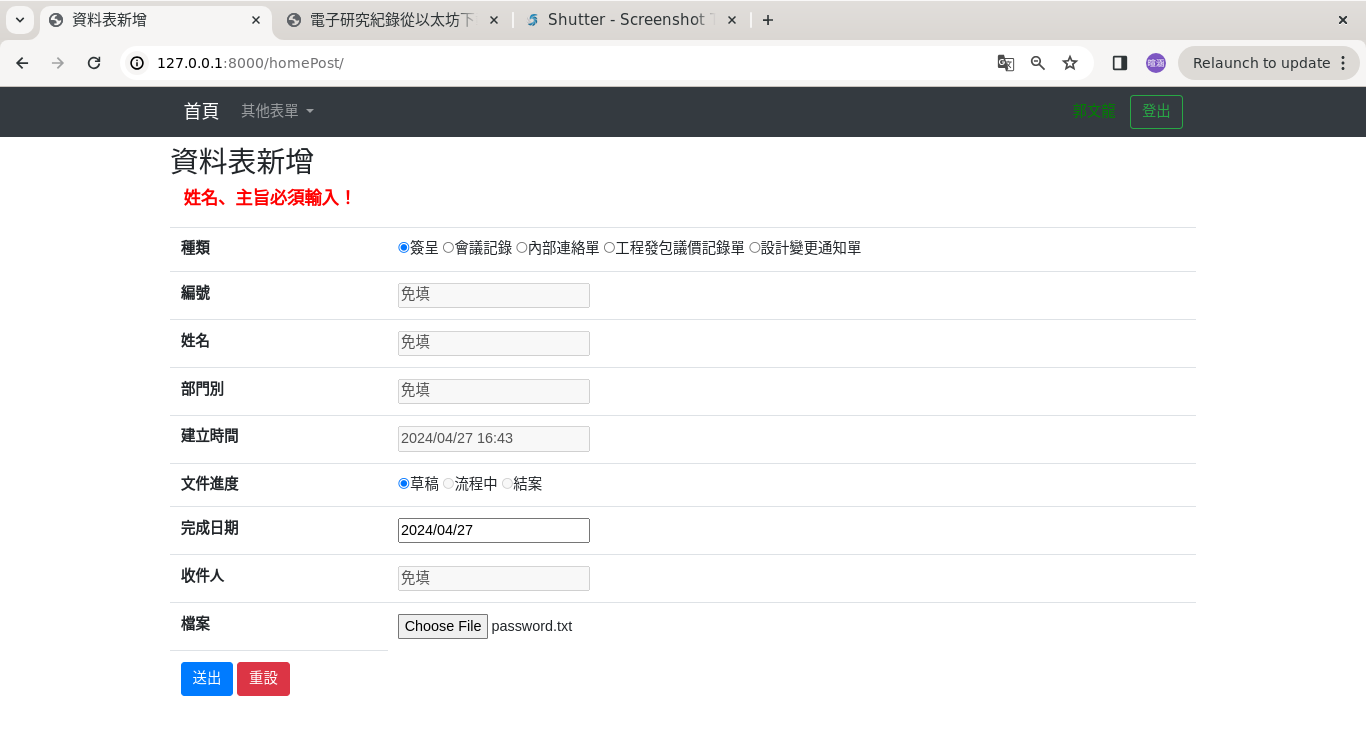 資料表新增
電子研究紀錄從以太坊下
Shutter - Screenshot
127.0.0.1:8000/homePost/
Relaunch to update
首頁 其他表單 郭文龍 登出
資料表新增
姓名、主旨必須輸入！
種類 簽呈 會議記錄 內部連絡單 工程發包議價記錄單 設計變更通知單
編號 免填
姓名 免填
部門別 免填
建立時間 2024/04/27 16:43
文件進度 草稿 流程中 結案
完成日期 2024/04/27
收件人 免填
檔案 Choose File password.txt
送出 重設